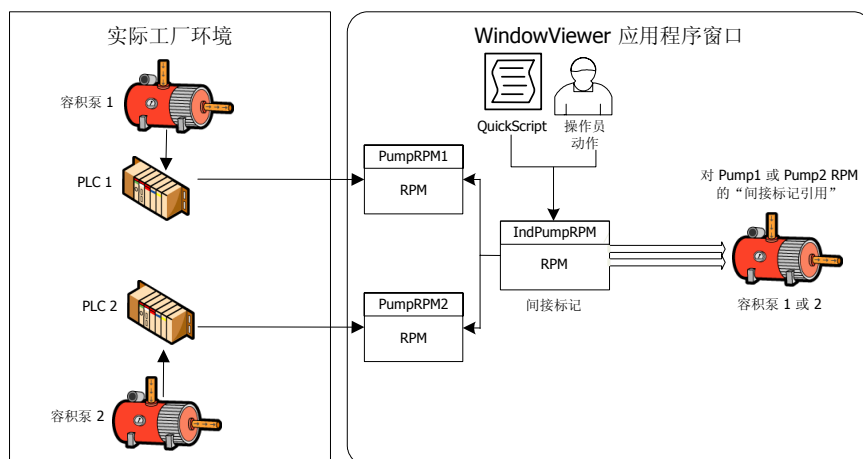 实际工厂环境
容积泵 1
PLC 1
PLC 2
容积泵 2
WindowViewer 应用程序窗口
QuickScript
操作员
动作
PumpRPM1
RPM
IndPumpRPM
RPM
间接标记
PumpRPM2
RPM
对 Pump1 或 Pump2 RPM
的“间接标记引用”
容积泵 1 或 2